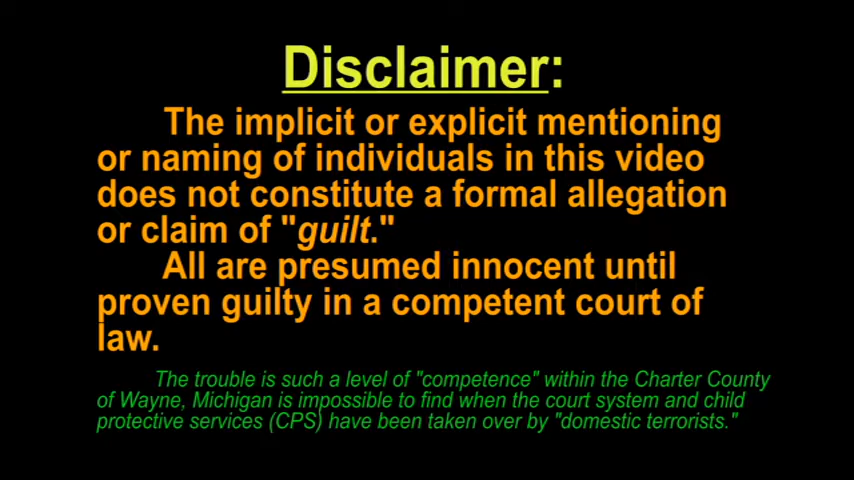 Disclaimer:
The implicit or explicit mentioning
or naming of individuals in this video
does not constitute a formal allegation
or claim of "guilt."
All are presumed innocent until
proven guilty in a competent court of
law.
The trouble is such a level of "competence" within the Charter County
of Wayne, Michigan is impossible to find when the court system and child
protective services (CPS) have been taken over by "domestic terrorists."